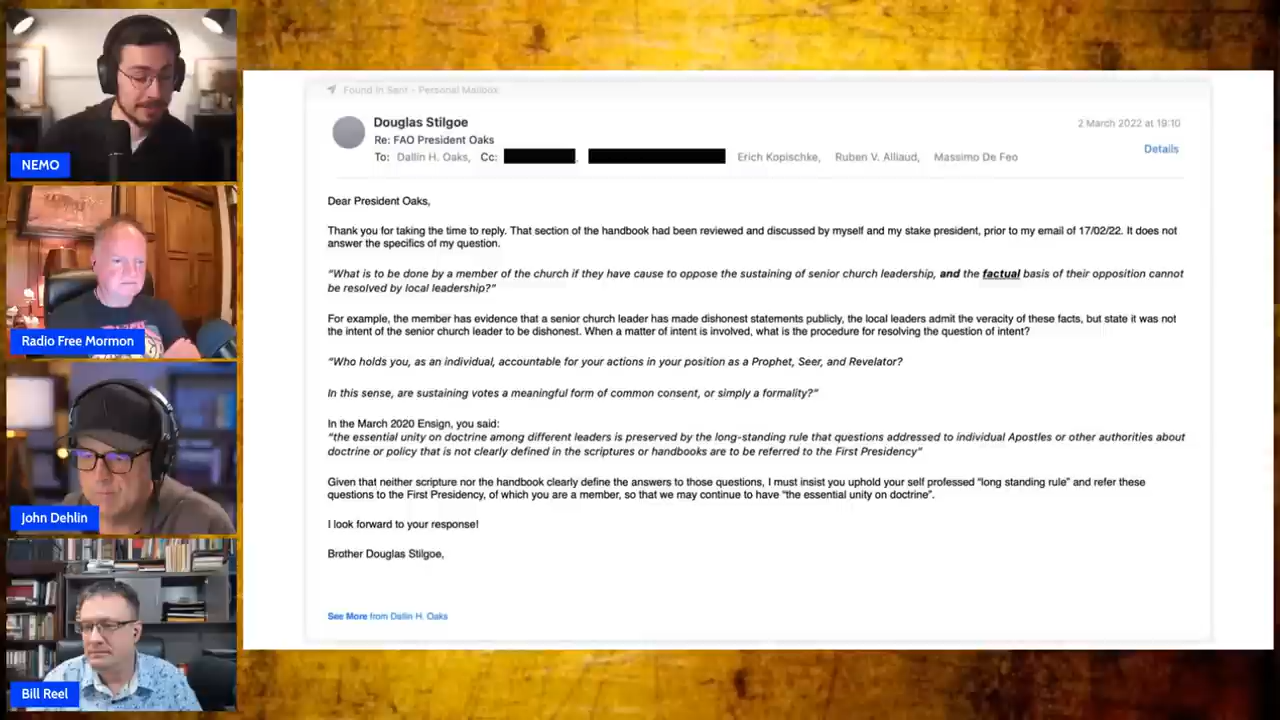 NEMO
Radio Free Mormon
John Dehlin
Bill Reel
Found in Sent - Personal Mailbox
Douglas Stilgoe
2 March 2022 at 19:10
Re: FAO President Oaks
To: Dallin H. Oaks, Cc: Erich Kopischke, Ruben V. Alliaud, Massimo De Feo
Details
Dear President Oaks,
Thank you for taking the time to reply. That section of the handbook had been reviewed and discussed by myself and my stake president, prior to my email of 17/02/22. It does
not answer the specifics of my question.
“What is to be done by a member of the church if they have cause to oppose the sustaining of senior church leadership, and the factual basis of their opposition cannot
be resolved by local leadership?”
For example, the member has evidence that a senior church leader has made dishonest statements publicly, the local leaders admit the veracity of these facts, but state it was not
the intent of the senior church leader to be dishonest. When a matter of intent is involved, what is the procedure for resolving the question of intent?
“Who holds you, as an individual, accountable for your actions in your position as a Prophet, Seer, and Revelator?
In this sense, are sustaining votes a meaningful form of common consent, or simply a formality?”
In the March 2020 Ensign, you said:
“the essential unity on doctrine among different leaders is preserved by the long-standing rule that questions addressed to individual Apostles or other authorities about
doctrine or policy that is not clearly defined in the scriptures or handbooks are to be referred to the First Presidency”
Given that neither scripture nor the handbook clearly define the answers to those questions, I must insist you uphold your self professed “long standing rule” and refer these
questions to the First Presidency, of which you are a member, so that we may continue to have “the essential unity on doctrine”.
I look forward to your response!
Brother Douglas Stilgoe,
See More from Dallin H. Oaks